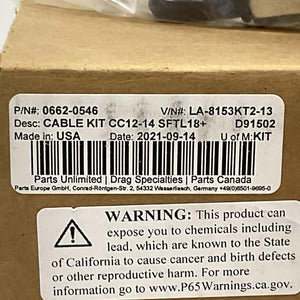 P/N#: 0662-0546 V/N#: LA-8153KT2-13
Desc: CABLE KIT CC12-14 SFTL18+ D91502
Made in: USA Date: 2021-09-14 U of M: KIT
Parts Unlimited | Drag Specialties | Parts Canada
Parts Europe GmbH, Conrad-Röntgen-Str. 2, 54332 Wasserliesch, Germany +49(0)6501-9695-0
WARNING: This product can
expose you to chemicals including
lead, which are known to the State
of California to cause cancer and birth defects
or other reproductive harm. For more
information go to www.P65Warnings.ca.gov.